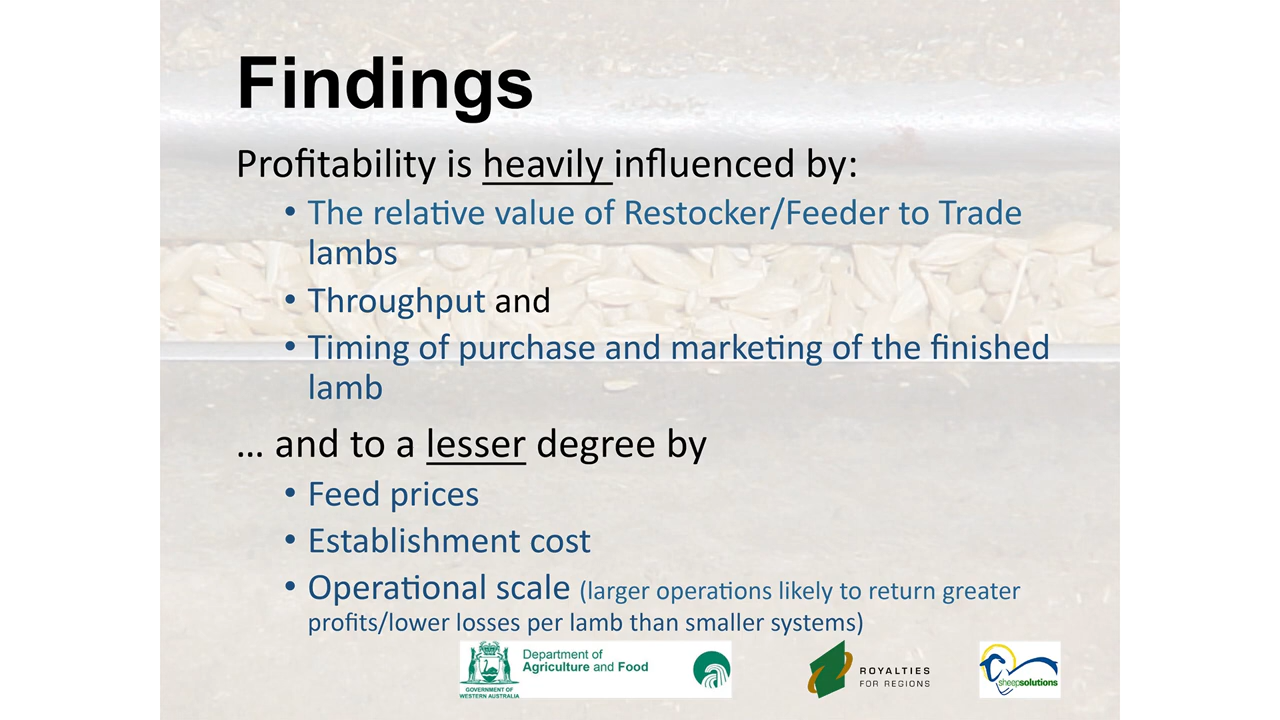 Findings
Profitability is heavily influenced by:
• The relative value of Restocker/Feeder to Trade
lambs
• Throughput and
• Timing of purchase and marketing of the finished
lamb
... and to a lesser degree by
• Feed prices
• Establishment cost
• Operational scale (larger operations likely to return greater
profits/lower losses per lamb than smaller systems)
Department of
Agriculture and Food
GOVERNMENT OF
WESTERN AUSTRALIA
ROYALTIES
FOR REGIONS
sheepsolutions